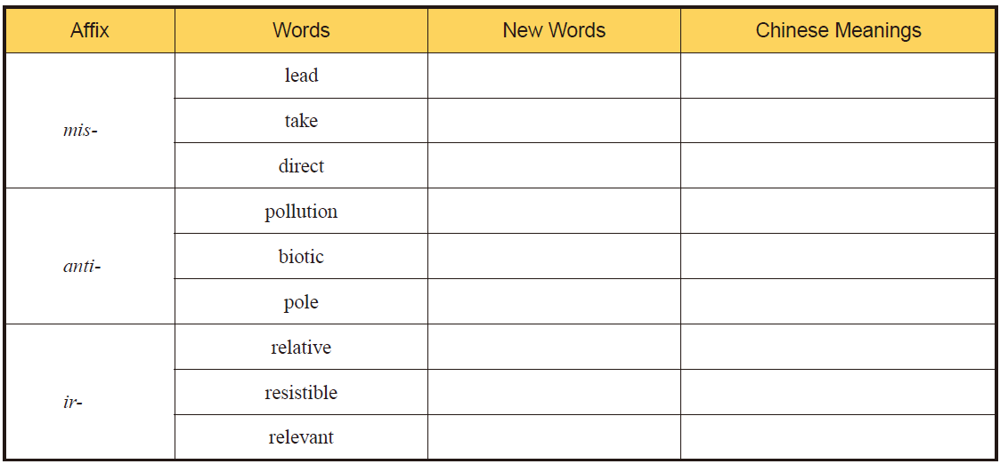 Affix Words New Words Chinese Meanings
mis- lead
take
direct
anti- pollution
biotic
pole
ir- relative
resistible
relevant